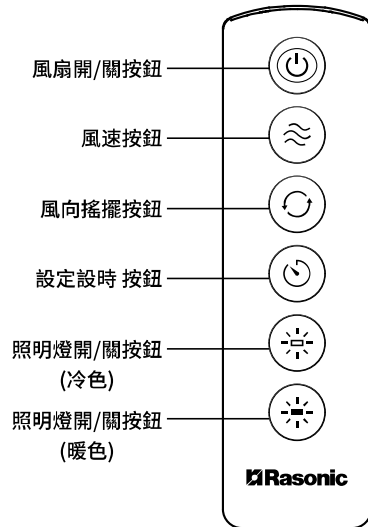 風扇開/關按鈕
風速按鈕
風向搖擺按鈕
設定設時 按鈕
照明燈開/關按鈕
(冷色)
照明燈開/關按鈕
(暖色)
Rasonic